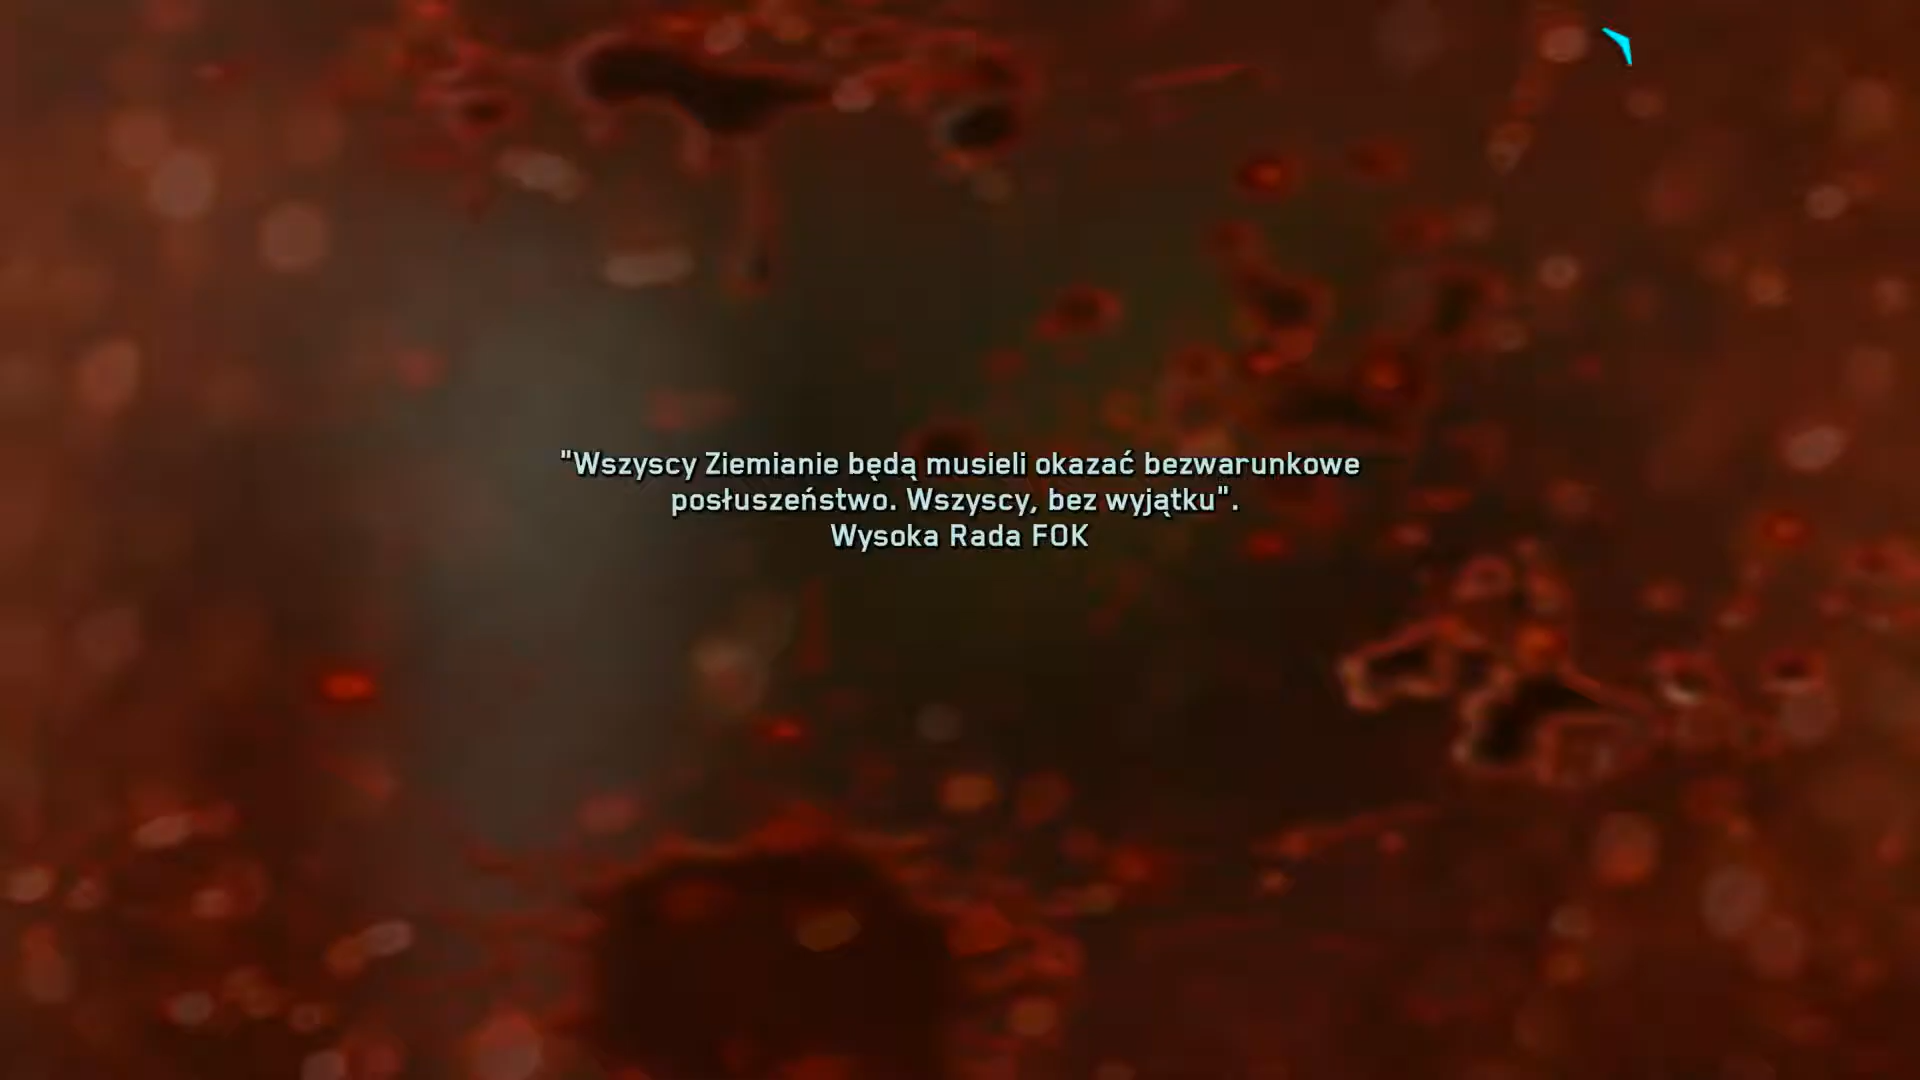 "Wszyscy Ziemianie będą musieli okazać bezwarunkowe
posłuszeństwo. Wszyscy, bez wyjątku".
Wysoka Rada FOK